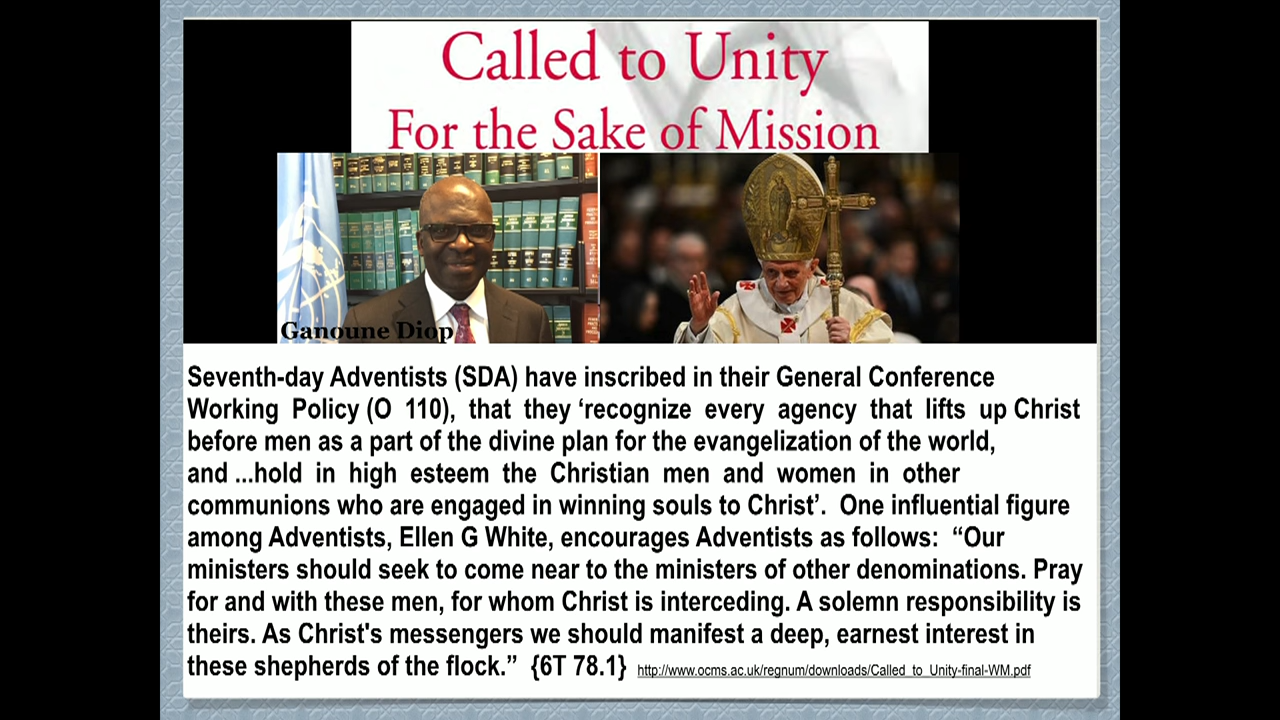 Called to Unity
For the Sake of Mission
Ganoune Diop
Seventh-day Adventists (SDA) have inscribed in their General Conference
Working Policy (O 110), that they ‘recognize every agency that lifts up Christ
before men as a part of the divine plan for the evangelization of the world,
and ...hold in high esteem the Christian men and women in other
communions who are engaged in winning souls to Christ’. One influential figure
among Adventists, Ellen G White, encourages Adventists as follows: “Our
ministers should seek to come near to the ministers of other denominations. Pray
for and with these men, for whom Christ is interceding. A solemn responsibility is
theirs. As Christ's messengers we should manifest a deep, earnest interest in
these shepherds of the flock.” {6T 78.1} http://www.ocms.ac.uk/regnum/downloads/Called_to_Unity-final-WM.pdf